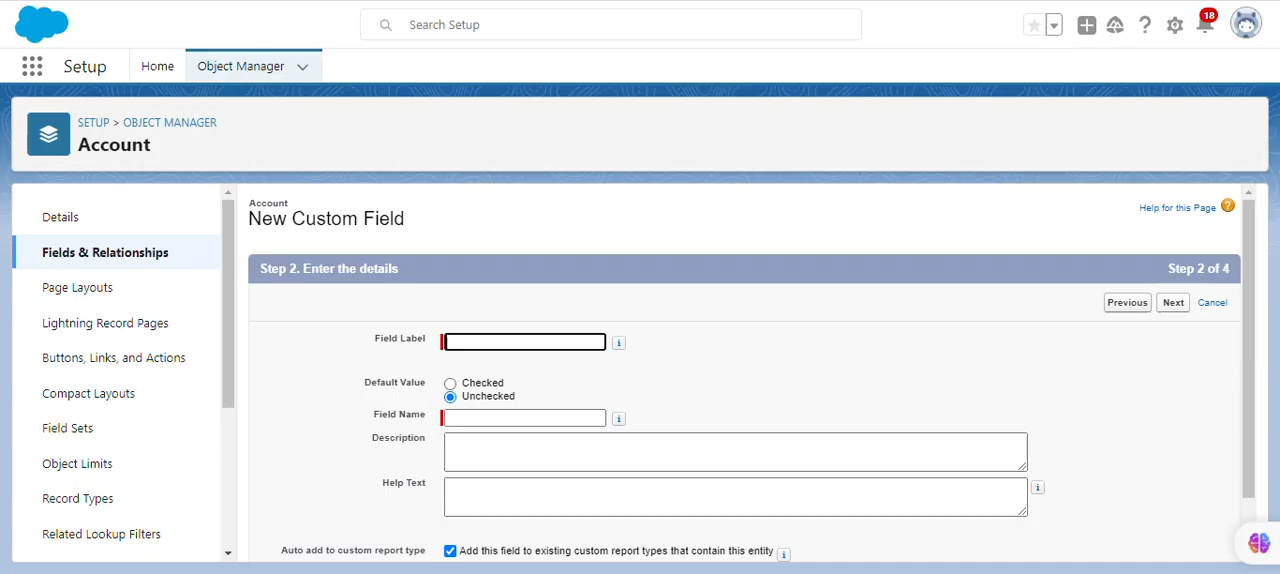 Search Setup
18
Setup
Home
Object Manager
SETUP > OBJECT MANAGER
Account
Details
Fields & Relationships
Page Layouts
Lightning Record Pages
Buttons, Links, and Actions
Compact Layouts
Field Sets
Object Limits
Record Types
Related Lookup Filters
Account
New Custom Field
Help for this Page ?
Step 2. Enter the details
Step 2 of 4
Previous
Next
Cancel
Field Label
i
Default Value
Checked
Unchecked
Field Name
i
Description
Help Text
i
Auto add to custom report type
Add this field to existing custom report types that contain this entity i